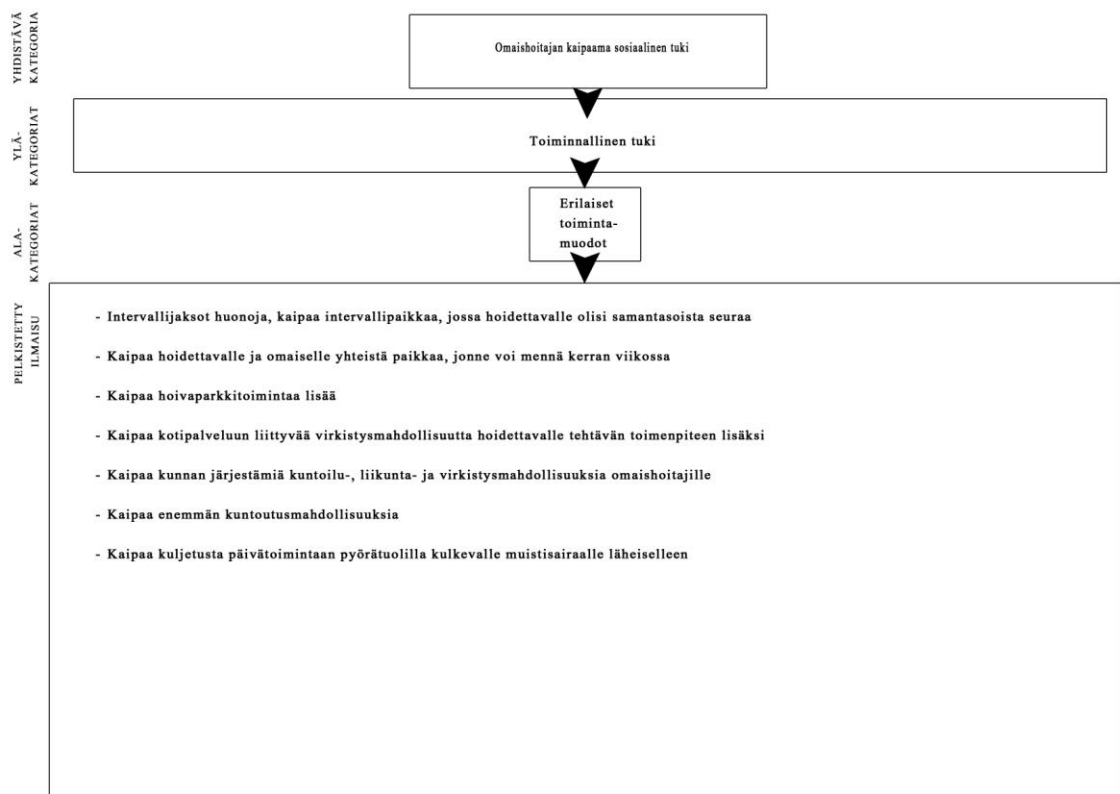 YHDISTÄVÄ
KATEGORIA
Omaishoitajan kaipaama sosiaalinen tuki
YLÄ-
KATEGORIAT
Toiminnallinen tuki
ALA-
KATEGORIAT
Erilaiset
toiminta-
muodot
PELKISTETTY
ILMAISU
- Intervallijaksot huonoja, kaipaa intervallipaikkaa, jossa hoidettavalle olisi samantasoista seuraa
- Kaipaa hoidettavalle ja omaiselle yhteistä paikkaa, jonne voi mennä kerran viikossa
- Kaipaa hoivaparkkitoimintaa lisää
- Kaipaa kotipalveluun liittyvää virkistysmahdollisuutta hoidettavalle tehtävän toimenpiteen lisäksi
- Kaipaa kunnan järjestämiä kuntoilu-, liikunta- ja virkistysmahdollisuuksia omaishoitajille
- Kaipaa enemmän kuntoutusmahdollisuuksia
- Kaipaa kuljetusta päivätoimintaan pyörätuolilla kulkevalle muistisairaalle läheiselleen